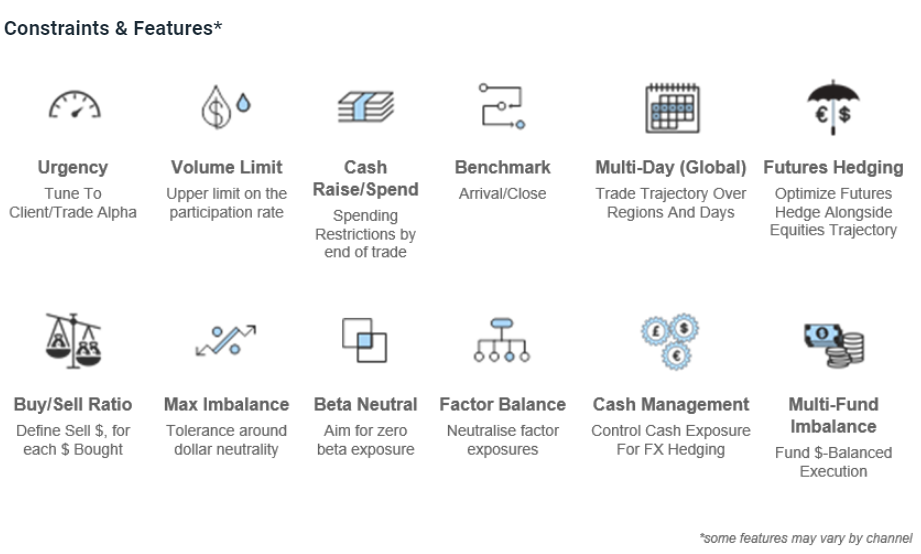 Constraints & Features*
Urgency
Tune To
Client/Trade Alpha
Volume Limit
Upper limit on the
participation rate
Cash
Raise/Spend
Spending
Restrictions by
end of trade
Benchmark
Arrival/Close
Multi-Day (Global)
Trade Trajectory Over
Regions And Days
€ $
Futures Hedging
Optimize Futures
Hedge Alongside
Equities Trajectory
Buy/Sell Ratio
Define Sell $, for
each $ Bought
Max Imbalance
Tolerance around
dollar neutrality
Beta Neutral
Aim for zero
beta exposure
Factor Balance
Neutralise factor
exposures
£ $
€
Cash Management
Control Cash Exposure
For FX Hedging
Multi-Fund
Imbalance
Fund $-Balanced
Execution
*some features may vary by channel